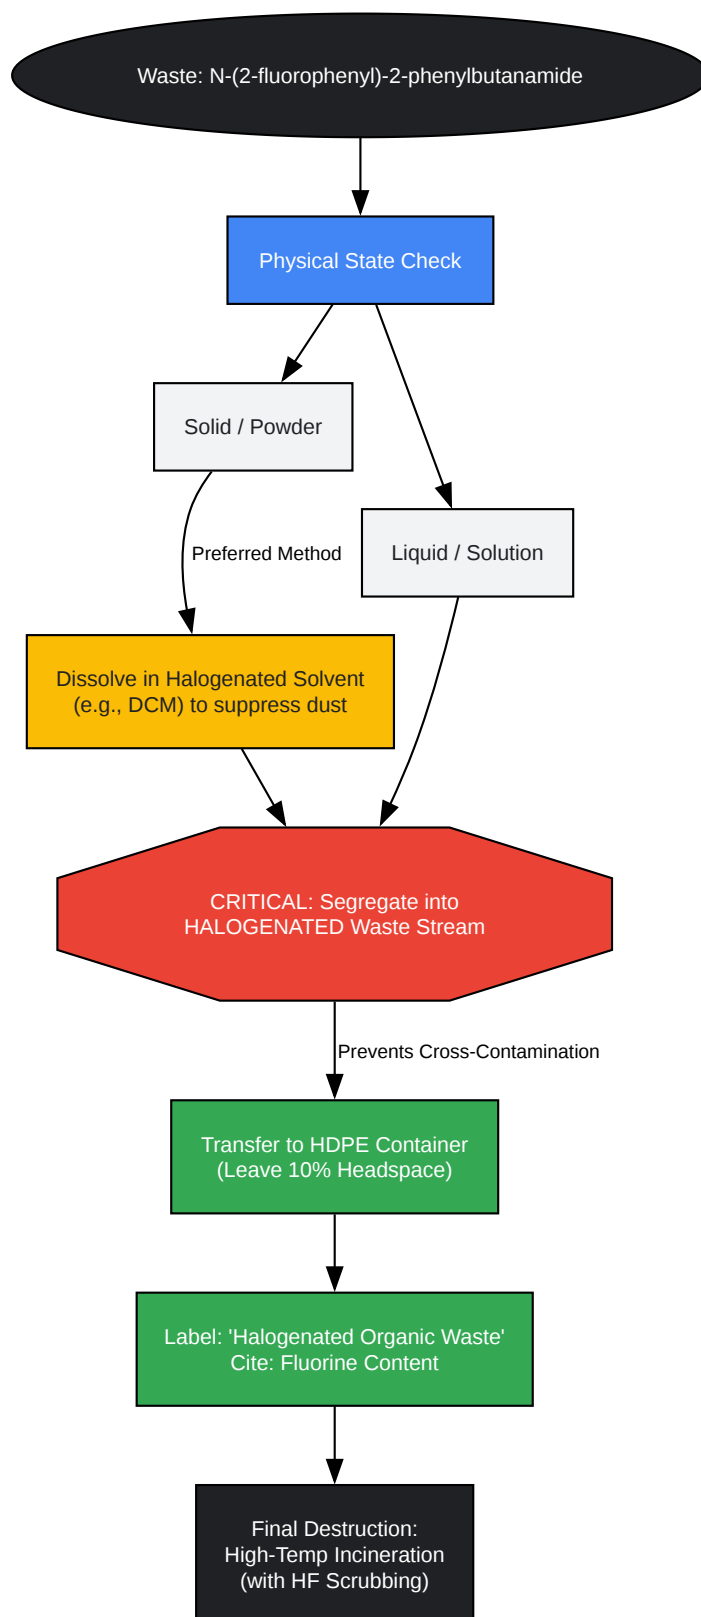 Waste: N-(2-fluorophenyl)-2-phenylbutanamide
Physical State Check
Solid / Powder
Liquid / Solution
Preferred Method
Dissolve in Halogenated Solvent
(e.g., DCM) to suppress dust
CRITICAL: Segregate into
HALOGENATED Waste Stream
Prevents Cross-Contamination
Transfer to HDPE Container
(Leave 10% Headspace)
Label: 'Halogenated Organic Waste'
Cite: Fluorine Content
Final Destruction:
High-Temp Incineration
(with HF Scrubbing)